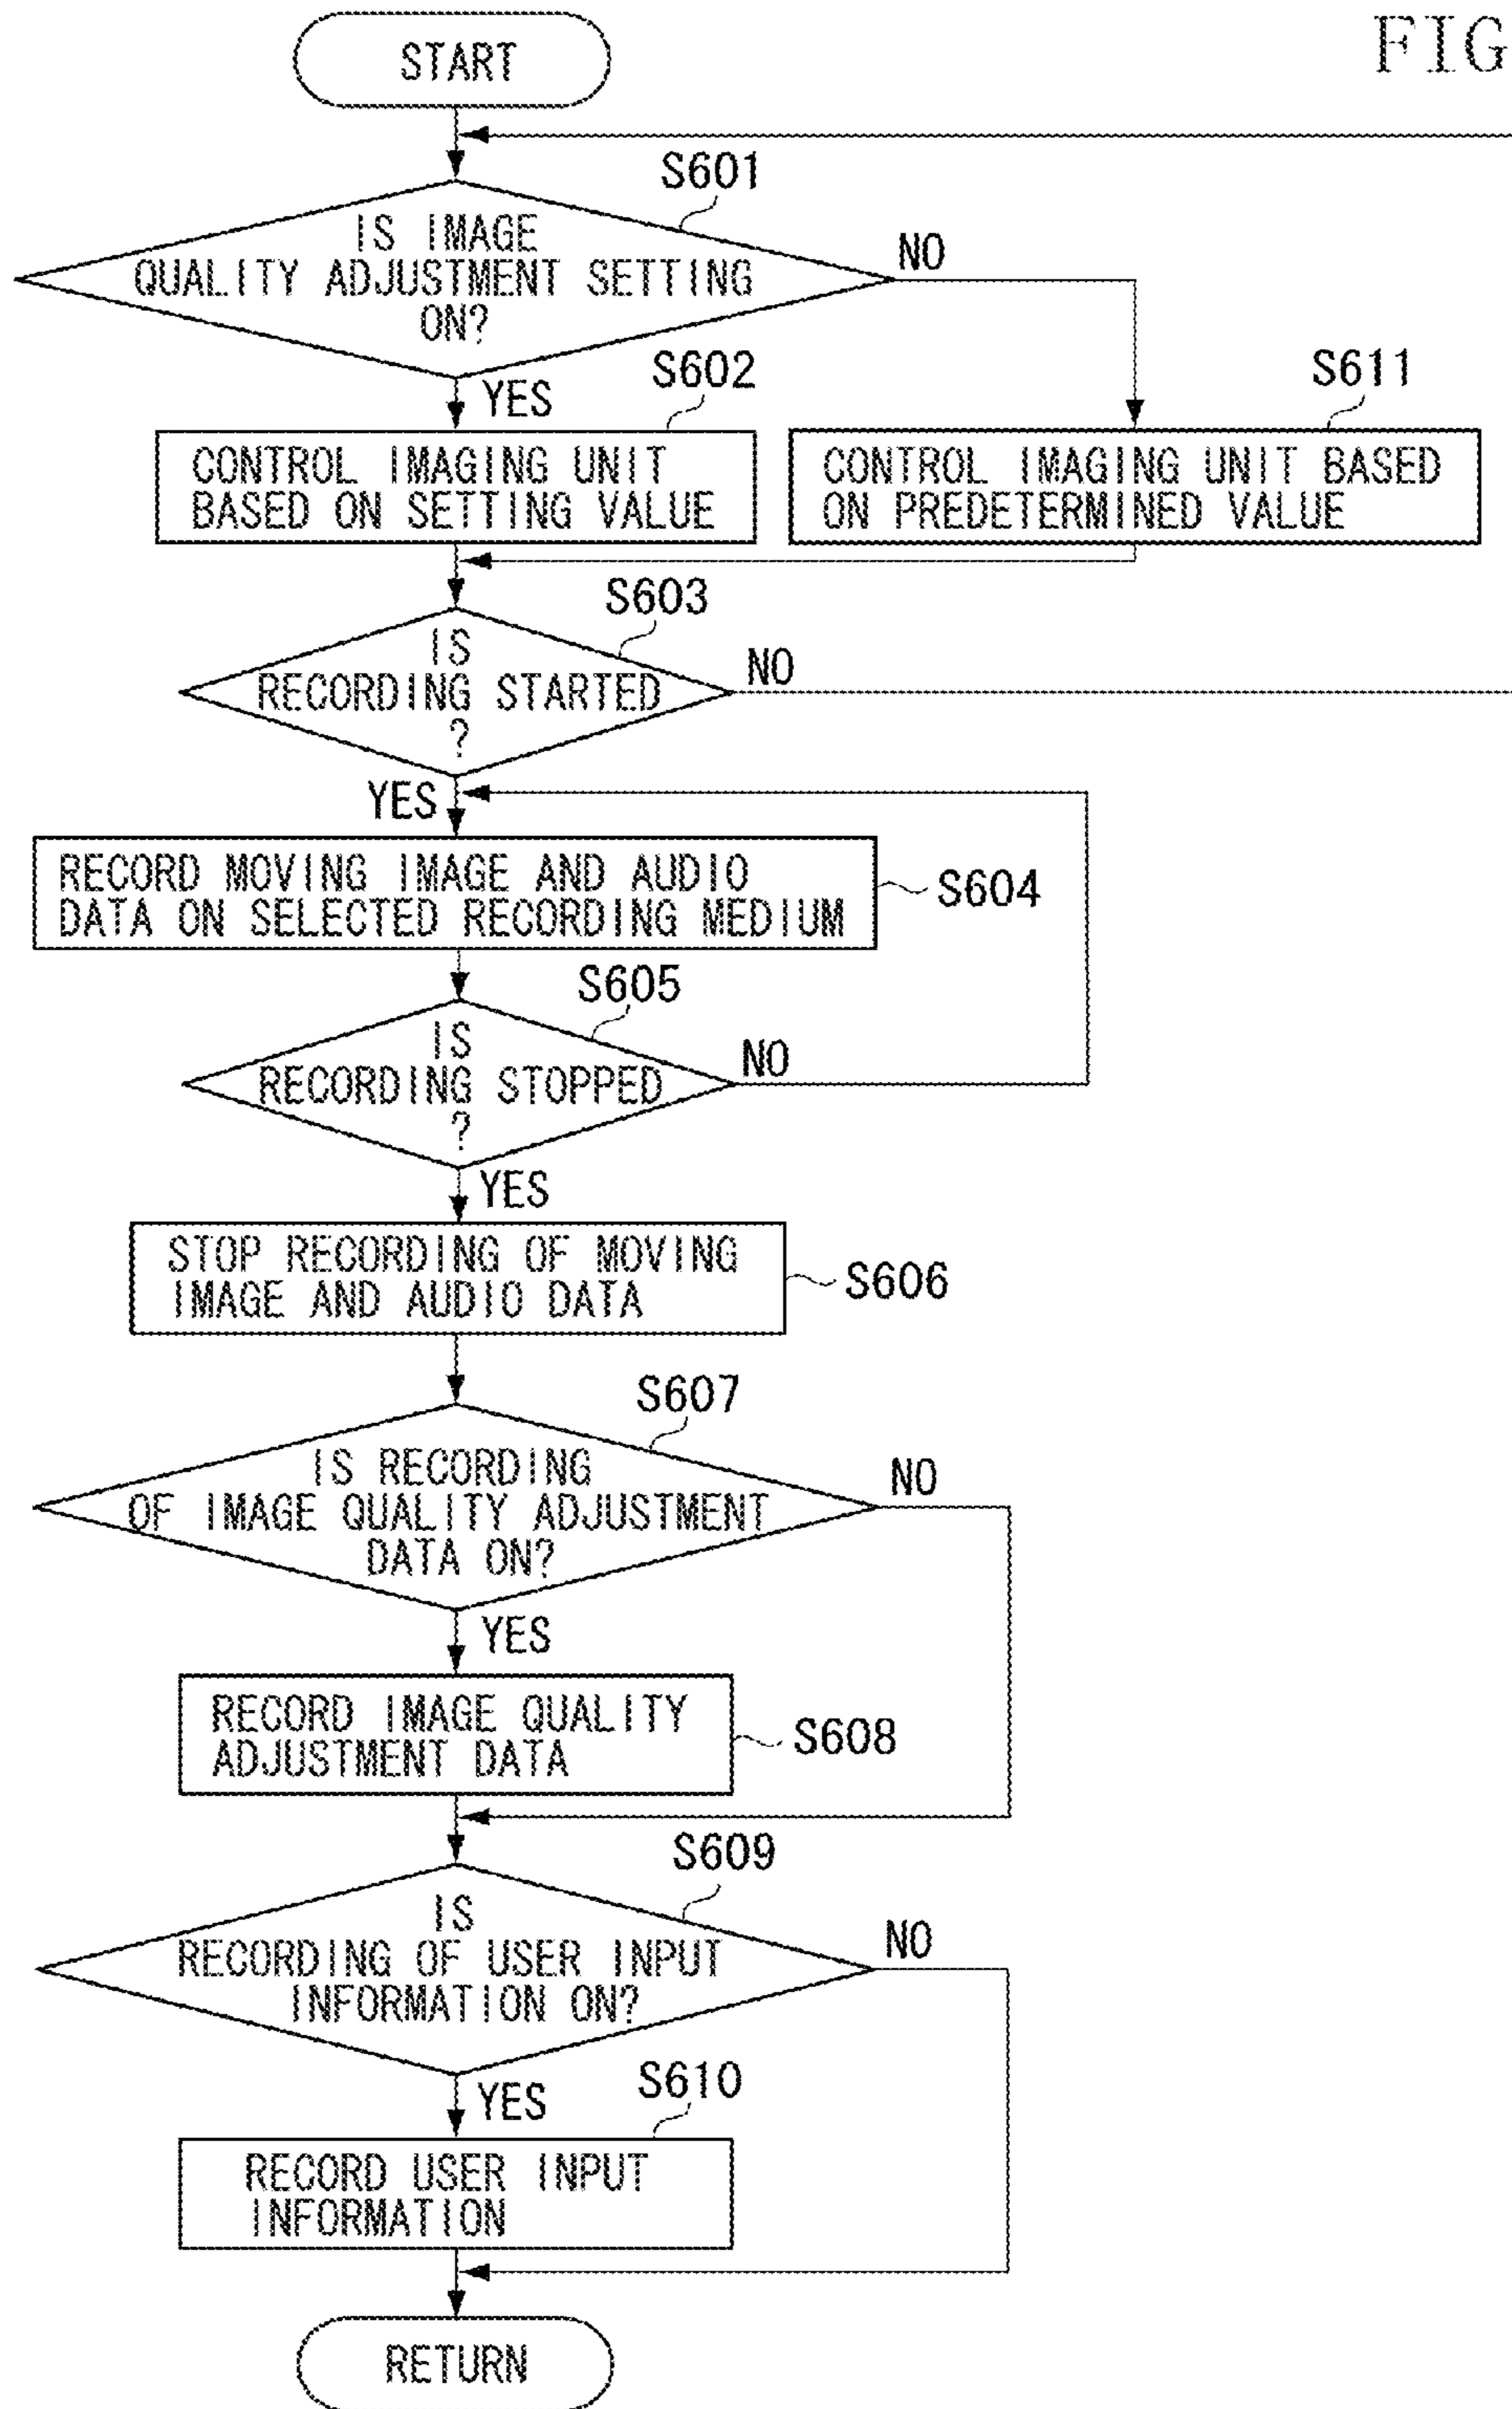 FIG
START
S601
IS IMAGE
QUALITY ADJUSTMENT SETTING
ON?
NO
YES
S602
CONTROL IMAGING UNIT
BASED ON SETTING VALUE
S611
CONTROL IMAGING UNIT BASED
ON PREDETERMINED VALUE
S603
IS
RECORDING STARTED
?
NO
YES
RECORD MOVING IMAGE AND AUDIO
DATA ON SELECTED RECORDING MEDIUM
S604
S605
IS
RECORDING STOPPED
?
NO
YES
STOP RECORDING OF MOVING
IMAGE AND AUDIO DATA
S606
S607
IS RECORDING
OF IMAGE QUALITY ADJUSTMENT
DATA ON?
NO
YES
RECORD IMAGE QUALITY
ADJUSTMENT DATA
S608
S609
IS
RECORDING OF USER INPUT
INFORMATION ON?
NO
YES
S610
RECORD USER INPUT
INFORMATION
RETURN